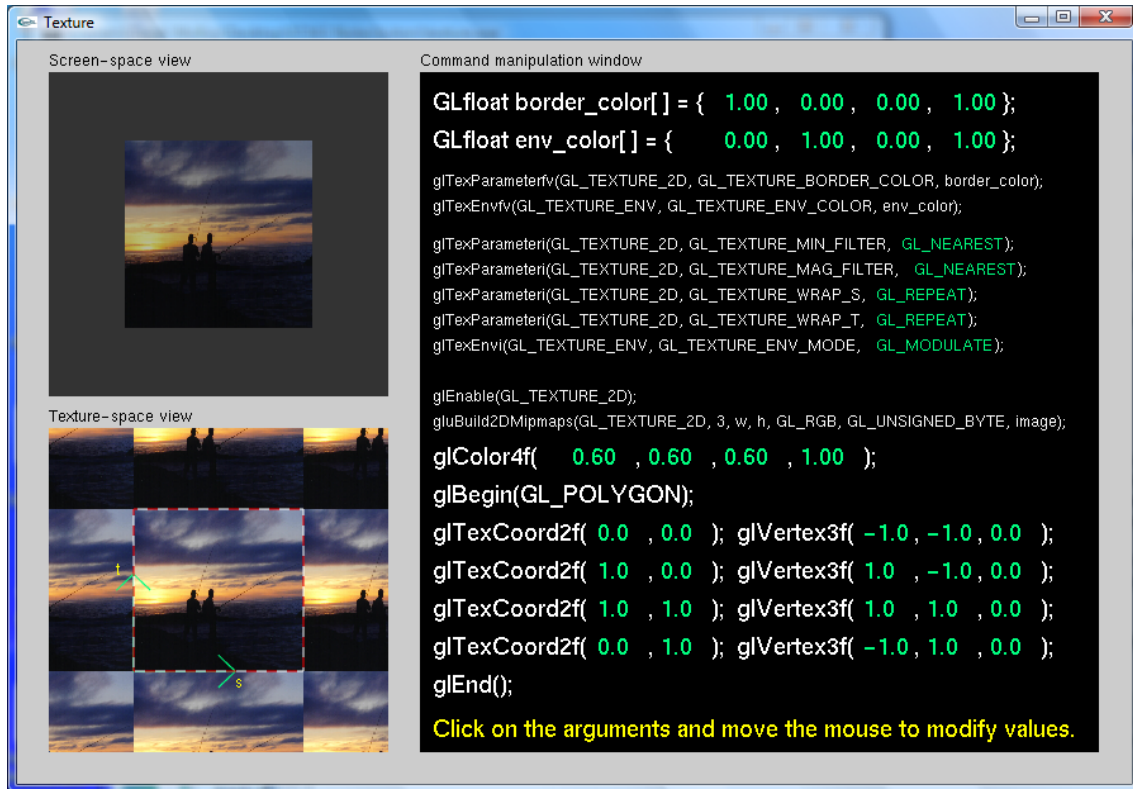 Texture
Screen-space view
Command manipulation window
GLfloat border_color[ ] = { 1.00 , 0.00 , 0.00 , 1.00 };
GLfloat env_color[ ] = { 0.00 , 1.00 , 0.00 , 1.00 };
glTexParameterfv(GL_TEXTURE_2D, GL_TEXTURE_BORDER_COLOR, border_color);
glTexEnvfv(GL_TEXTURE_ENV, GL_TEXTURE_ENV_COLOR, env_color);
glTexParameteri(GL_TEXTURE_2D, GL_TEXTURE_MIN_FILTER, GL_NEAREST);
glTexParameteri(GL_TEXTURE_2D, GL_TEXTURE_MAG_FILTER, GL_NEAREST);
glTexParameteri(GL_TEXTURE_2D, GL_TEXTURE_WRAP_S, GL_REPEAT);
glTexParameteri(GL_TEXTURE_2D, GL_TEXTURE_WRAP_T, GL_REPEAT);
glTexEnvi(GL_TEXTURE_ENV, GL_TEXTURE_ENV_MODE, GL_MODULATE);
glEnable(GL_TEXTURE_2D);
gluBuild2DMipmaps(GL_TEXTURE_2D, 3, w, h, GL_RGB, GL_UNSIGNED_BYTE, image);
glColor4f( 0.60 , 0.60 , 0.60 , 1.00 );
glBegin(GL_POLYGON);
glTexCoord2f( 0.0 , 0.0 ); glVertex3f( -1.0 , -1.0 , 0.0 );
glTexCoord2f( 1.0 , 0.0 ); glVertex3f( 1.0 , -1.0 , 0.0 );
glTexCoord2f( 1.0 , 1.0 ); glVertex3f( 1.0 , 1.0 , 0.0 );
glTexCoord2f( 0.0 , 1.0 ); glVertex3f( -1.0 , 1.0 , 0.0 );
glEnd();
Click on the arguments and move the mouse to modify values.
Texture-space view
t
s